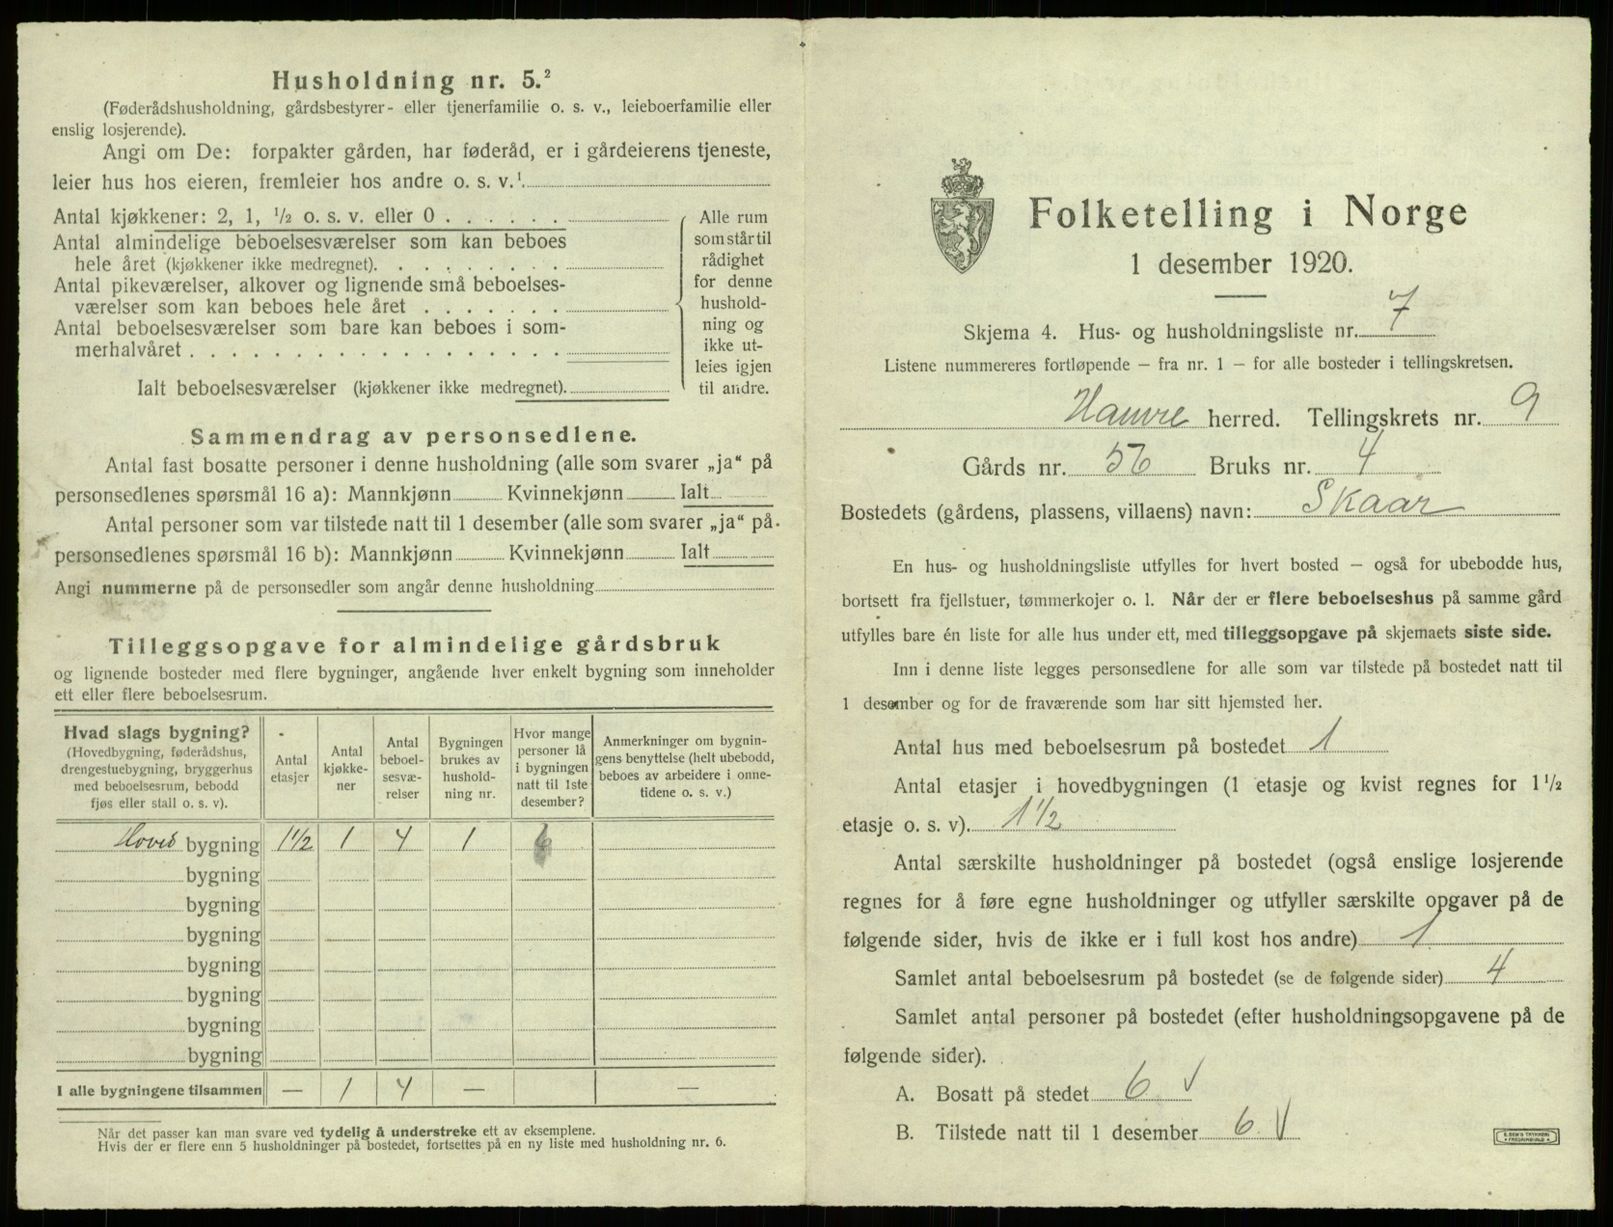 Husholdning nr. 5.²
(Føderådshusholdning, gårdsbestyrer- eller tjenerfamilie o. s. v., leieboerfamilie eller
enslig losjerende).
Angi om De: forpakter gården, har føderåd, er i gårdeierens tjeneste,
leier hus hos eieren, fremleier hos andre o. s. v.¹
Antal kjøkkener: 2, 1, ½ o. s. v. eller 0
Antal almindelige beboelsesværelser som kan beboes
hele året (kjøkkener ikke medregnet).
Antal pikeværelser, alkover og lignende små beboelses-
værelser som kan beboes hele året
Antal beboelsesværelser som bare kan beboes i som-
merhalvåret
Ialt beboelsesværelser (kjøkkener ikke medregnet).
Alle rum
som står til
rådighet
for denne
hushold-
ning og
ikke ut-
leies igjen
til andre.
Sammendrag av personsedlene.
Antal fast bosatte personer i denne husholdning (alle som svarer „ja“ på
personsedlenes spørsmål 16 a): Mannkjønn Kvinnekjønn Ialt
Antal personer som var tilstede natt til 1 desember (alle som svarer „ja“ på
personsedlenes spørsmål 16 b): Mannkjønn Kvinnekjønn Ialt
Angi nummerne på de personsedler som angår denne husholdning
Tilleggsopgave for almindelige gårdsbruk
og lignende bosteder med flere bygninger, angående hver enkelt bygning som inneholder
ett eller flere beboelsesrum.
Hvad slags bygning?
(Hovedbygning, føderådshus,
drengestuebygning, bryggerhus
med beboelsesrum, bebodd
fjøs eller stall o. s. v).
Antal
etasjer
Antal
kjøkke-
ner
Antal
beboel-
sesvæ-
relser
Bygningen
brukes av
hushold-
ning nr.
Hvor mange
personer lå
i bygningen
natt til 1ste
desember?
Anmerkninger om bygnin-
gens benyttelse (helt ubebodd,
beboes av arbeidere i onne-
tidene o. s. v.)
Hoved bygning 1½ 1 4 1 6
bygning
bygning
bygning
bygning
bygning
bygning
bygning
I alle bygningene tilsammen — 1 4 — —
Når det passer kan man svare ved tydelig å understreke ett av eksemplene.
Hvis der er flere enn 5 husholdninger på bostedet, fortsettes på en ny liste med husholdning nr. 6.
Folketelling i Norge
1 desember 1920.
Skjema 4. Hus- og husholdningsliste nr. 7
Listene nummereres fortløpende — fra nr. 1 — for alle bosteder i tellingskretsen.
Hamre herred. Tellingskrets nr. 9
Gårds nr. 56 Bruks nr. 4
Bostedets (gårdens, plassens, villaens) navn: Skaar
En hus- og husholdningsliste utfylles for hvert bosted — også for ubebodde hus,
bortsett fra fjellstuer, tømmerkojer o. l. Når der er flere beboelseshus på samme gård
utfylles bare én liste for alle hus under ett, med tilleggsopgave på skjemaets siste side.
Inn i denne liste legges personsedlene for alle som var tilstede på bostedet natt til
1 desember og for de fraværende som har sitt hjemsted her.
Antal hus med beboelsesrum på bostedet 1
Antal etasjer i hovedbygningen (1 etasje og kvist regnes for 1½
etasje o. s. v). 1½
Antal særskilte husholdninger på bostedet (også enslige losjerende
regnes for å føre egne husholdninger og utfyller særskilte opgaver på de
følgende sider, hvis de ikke er i full kost hos andre) 1
Samlet antal beboelsesrum på bostedet (se de følgende sider) 4
Samlet antal personer på bostedet (efter husholdningsopgavene på de
følgende sider).
A. Bosatt på stedet 6 √
B. Tilstede natt til 1 desember 6 √